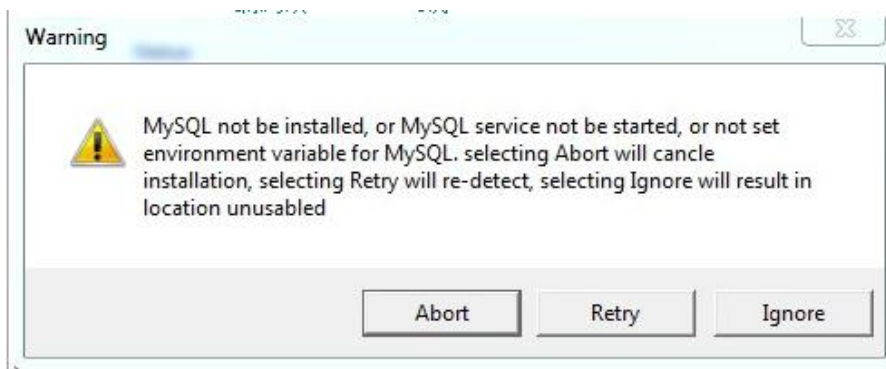 Warning
MySQL not be installed, or MySQL service not be started, or not set
environment variable for MySQL. selecting Abort will cancle
installation, selecting Retry will re-detect, selecting Ignore will result in
location unusabled
Abort Retry Ignore